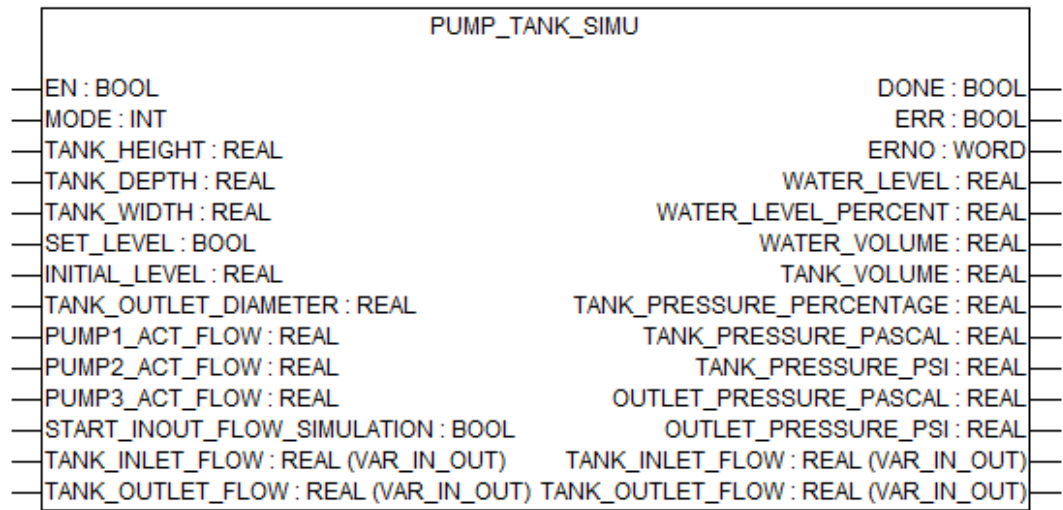 PUMP_TANK_SIMU
EN : BOOL DONE : BOOL
MODE : INT ERR : BOOL
TANK_HEIGHT : REAL ERNO : WORD
TANK_DEPTH : REAL WATER_LEVEL : REAL
TANK_WIDTH : REAL WATER_LEVEL_PERCENT : REAL
SET_LEVEL : BOOL WATER_VOLUME : REAL
INITIAL_LEVEL : REAL TANK_VOLUME : REAL
TANK_OUTLET_DIAMETER : REAL TANK_PRESSURE_PERCENTAGE : REAL
PUMP1_ACT_FLOW : REAL TANK_PRESSURE_PASCAL : REAL
PUMP2_ACT_FLOW : REAL TANK_PRESSURE_PSI : REAL
PUMP3_ACT_FLOW : REAL OUTLET_PRESSURE_PASCAL : REAL
START_INOUT_FLOW_SIMULATION : BOOL OUTLET_PRESSURE_PSI : REAL
TANK_INLET_FLOW : REAL (VAR_IN_OUT) TANK_INLET_FLOW : REAL (VAR_IN_OUT)
TANK_OUTLET_FLOW : REAL (VAR_IN_OUT) TANK_OUTLET_FLOW : REAL (VAR_IN_OUT)